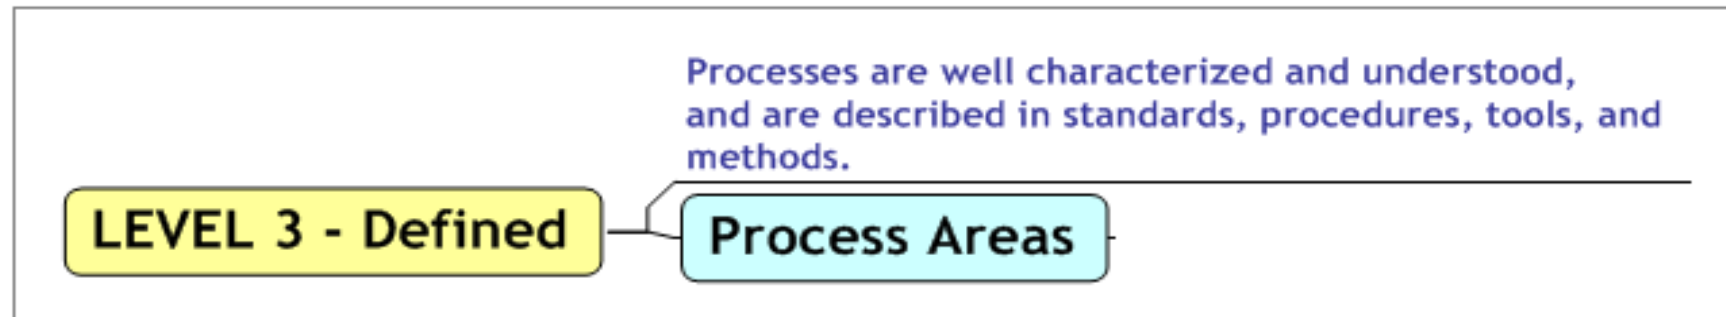 Processes are well characterized and understood,
and are described in standards, procedures, tools, and
methods.
LEVEL 3 - Defined
Process Areas